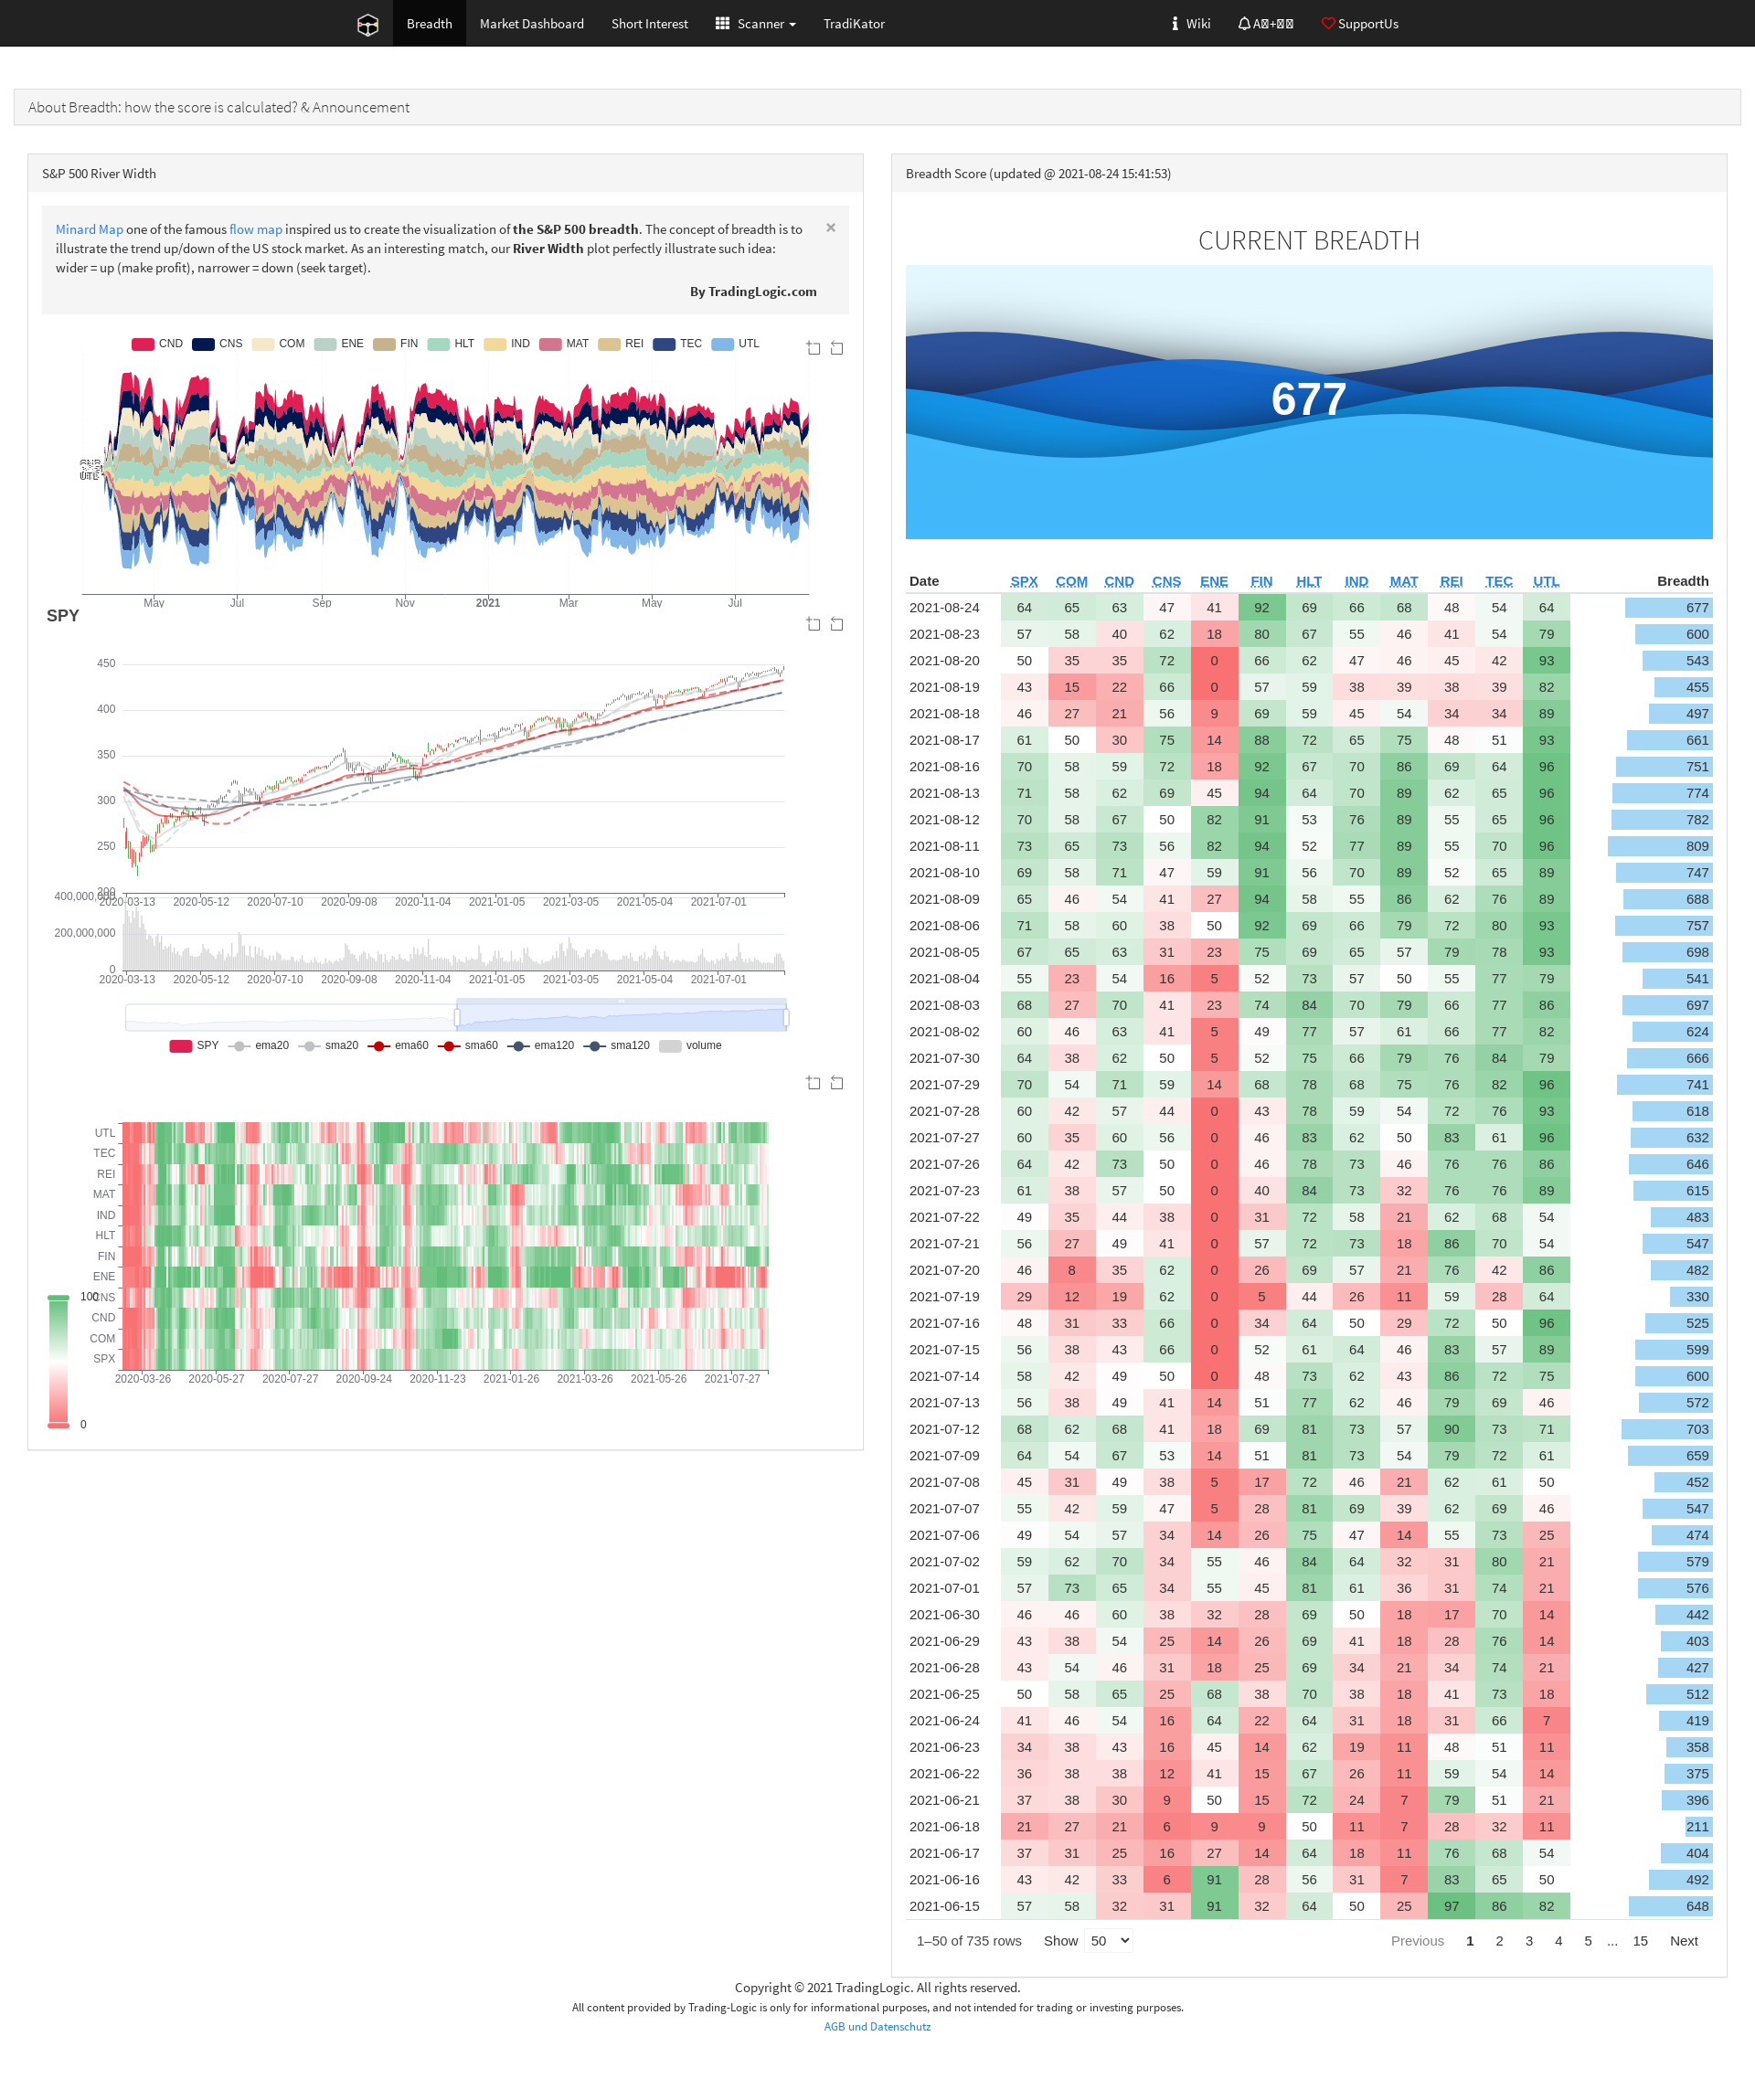 Breadth Market Dashboard Short Interest Scanner TradiKator Wiki SupportUs
About Breadth: how the score is calculated? & Announcement
S&P 500 River Width
Minard Map one of the famous flow map inspired us to create the visualization of the S&P 500 breadth. The concept of breadth is to
illustrate the trend up/down of the US stock market. As an interesting match, our River Width plot perfectly illustrate such idea:
wider = up (make profit), narrower = down (seek target).
×
By TradingLogic.com
CND CNS COM ENE FIN HLT IND MAT REI TEC UTL
UTL
May Jul Sep Nov 2021 Mar May Jul
SPY
450
400
350
300
250
200
2020-03-13 2020-05-12 2020-07-10 2020-09-08 2020-11-04 2021-01-05 2021-03-05 2021-05-04 2021-07-01
400,000,000
200,000,000
0
2020-03-13 2020-05-12 2020-07-10 2020-09-08 2020-11-04 2021-01-05 2021-03-05 2021-05-04 2021-07-01
SPY ema20 sma20 ema60 sma60 ema120 sma120 volume
UTL
TEC
REI
MAT
IND
HLT
FIN
ENE
CNS
CND
COM
SPX
100
0
2020-03-26 2020-05-27 2020-07-27 2020-09-24 2020-11-23 2021-01-26 2021-03-26 2021-05-26 2021-07-27
Breadth Score (updated @ 2021-08-24 15:41:53)
CURRENT BREADTH
677
Date SPX COM CND CNS ENE FIN HLT IND MAT REI TEC UTL Breadth
2021-08-24 64 65 63 47 41 92 69 66 68 48 54 64 677
2021-08-23 57 58 40 62 18 80 67 55 46 41 54 79 600
2021-08-20 50 35 35 72 0 66 62 47 46 45 42 93 543
2021-08-19 43 15 22 66 0 57 59 38 39 38 39 82 455
2021-08-18 46 27 21 56 9 69 59 45 54 34 34 89 497
2021-08-17 61 50 30 75 14 88 72 65 75 48 51 93 661
2021-08-16 70 58 59 72 18 92 67 70 86 69 64 96 751
2021-08-13 71 58 62 69 45 94 64 70 89 62 65 96 774
2021-08-12 70 58 67 50 82 91 53 76 89 55 65 96 782
2021-08-11 73 65 73 56 82 94 52 77 89 55 70 96 809
2021-08-10 69 58 71 47 59 91 56 70 89 52 65 89 747
2021-08-09 65 46 54 41 27 94 58 55 86 62 76 89 688
2021-08-06 71 58 60 38 50 92 69 66 79 72 80 93 757
2021-08-05 67 65 63 31 23 75 69 65 57 79 78 93 698
2021-08-04 55 23 54 16 5 52 73 57 50 55 77 79 541
2021-08-03 68 27 70 41 23 74 84 70 79 66 77 86 697
2021-08-02 60 46 63 41 5 49 77 57 61 66 77 82 624
2021-07-30 64 38 62 50 5 52 75 66 79 76 84 79 666
2021-07-29 70 54 71 59 14 68 78 68 75 76 82 96 741
2021-07-28 60 42 57 44 0 43 78 59 54 72 76 93 618
2021-07-27 60 35 60 56 0 46 83 62 50 83 61 96 632
2021-07-26 64 42 73 50 0 46 78 73 46 76 76 86 646
2021-07-23 61 38 57 50 0 40 84 73 32 76 76 89 615
2021-07-22 49 35 44 38 0 31 72 58 21 62 68 54 483
2021-07-21 56 27 49 41 0 57 72 73 18 86 70 54 547
2021-07-20 46 8 35 62 0 26 69 57 21 76 42 86 482
2021-07-19 29 12 19 62 0 5 44 26 11 59 28 64 330
2021-07-16 48 31 33 66 0 34 64 50 29 72 50 96 525
2021-07-15 56 38 43 66 0 52 61 64 46 83 57 89 599
2021-07-14 58 42 49 50 0 48 73 62 43 86 72 75 600
2021-07-13 56 38 49 41 14 51 77 62 46 79 69 46 572
2021-07-12 68 62 68 41 18 69 81 73 57 90 73 71 703
2021-07-09 64 54 67 53 14 51 81 73 54 79 72 61 659
2021-07-08 45 31 49 38 5 17 72 46 21 62 61 50 452
2021-07-07 55 42 59 47 5 28 81 69 39 62 69 46 547
2021-07-06 49 54 57 34 14 26 75 47 14 55 73 25 474
2021-07-02 59 62 70 34 55 46 84 64 32 31 80 21 579
2021-07-01 57 73 65 34 55 45 81 61 36 31 74 21 576
2021-06-30 46 46 60 38 32 28 69 50 18 17 70 14 442
2021-06-29 43 38 54 25 14 26 69 41 18 28 76 14 403
2021-06-28 43 54 46 31 18 25 69 34 21 34 74 21 427
2021-06-25 50 58 65 25 68 38 70 38 18 41 73 18 512
2021-06-24 41 46 54 16 64 22 64 31 18 31 66 7 419
2021-06-23 34 38 43 16 45 14 62 19 11 48 51 11 358
2021-06-22 36 38 38 12 41 15 67 26 11 59 54 14 375
2021-06-21 37 38 30 9 50 15 72 24 7 79 51 21 396
2021-06-18 21 27 21 6 9 9 50 11 7 28 32 11 211
2021-06-17 37 31 25 16 27 14 64 18 11 76 68 54 404
2021-06-16 43 42 33 6 91 28 56 31 7 83 65 50 492
2021-06-15 57 58 32 31 91 32 64 50 25 97 86 82 648
1–50 of 735 rows Show 50 Previous 1 2 3 4 5 ... 15 Next
Copyright © 2021 TradingLogic. All rights reserved.
All content provided by Trading-Logic is only for informational purposes, and not intended for trading or investing purposes.
AGB und Datenschutz